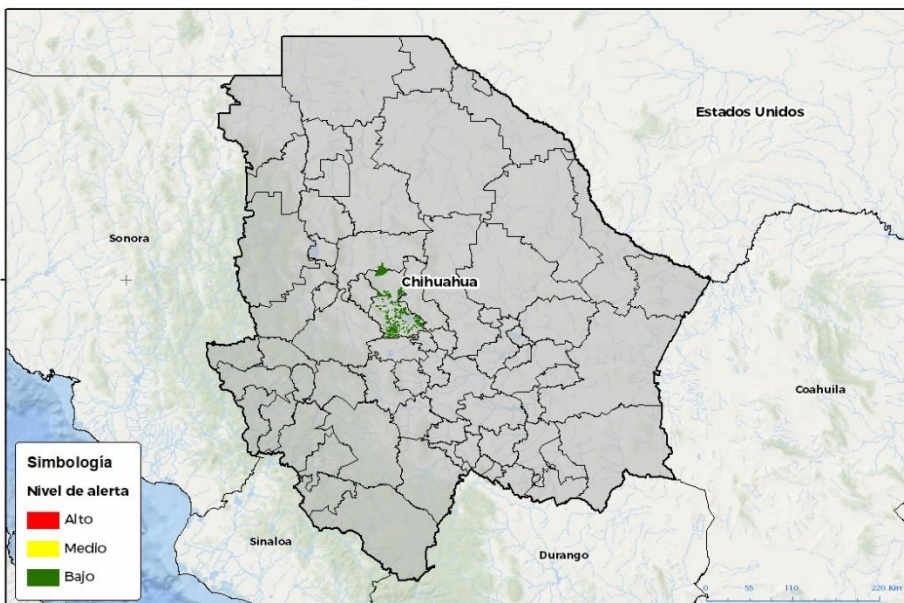 Estados Unidos
Sonora
Chihuahua
Coahuila
Simbología
Nivel de alerta
Alto
Medio
Bajo
Sinaloa
Durango
0 55 110 220 Km